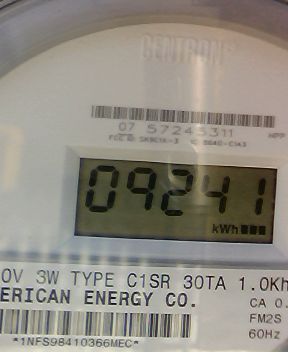 CENTRON®
07 57245311
09241
kWh
0V 3W TYPE C1SR 30TA 1.0Kh
ERICAN ENERGY CO.
CA 0.
FM2S
60Hz
*1NFS98410366MEC*